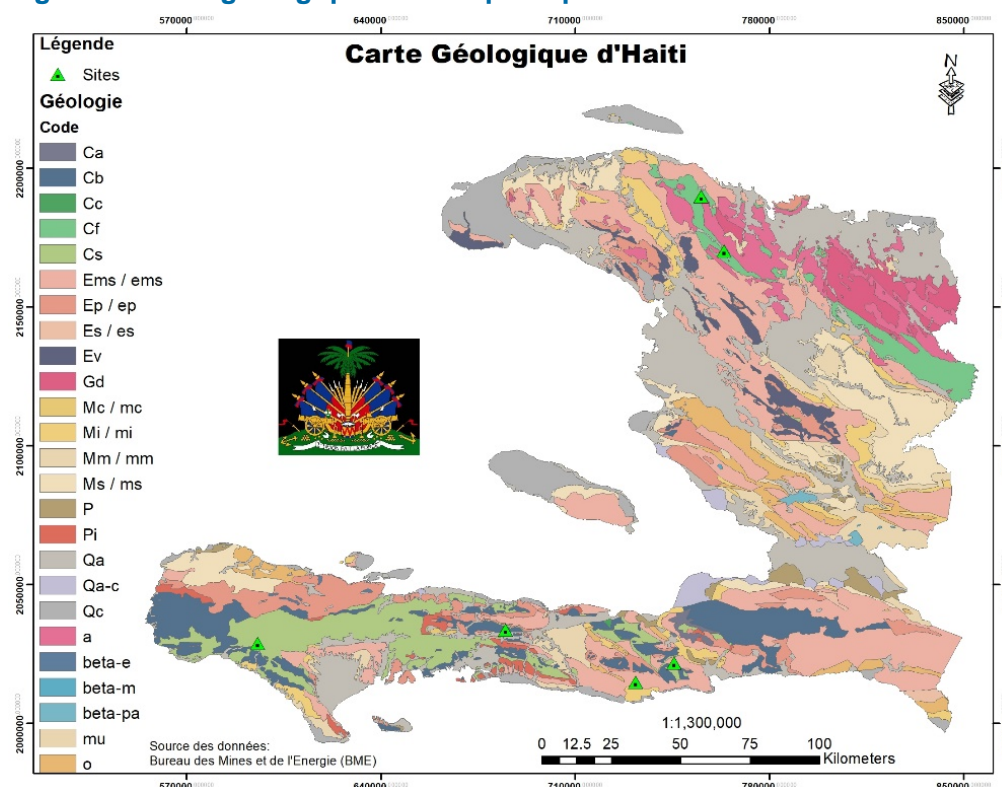 570000 640000 710000 780000 850000
Légende
Carte Géologique d'Haiti
N
Sites
Géologie
Code
Ca
Cb
Cc
Cf
Cs
Ems / ems
Ep / ep
Es / es
Ev
Gd
Mc / mc
Mi / mi
Mm / mm
Ms / ms
P
Pi
Qa
Qa-c
Qc
a
beta-e
beta-m
beta-pa
mu
o
2200000
2150000
2100000
2050000
2000000
1:1,300,000
0 12.5 25 50 75 100
Kilometers
Source des données:
Bureau des Mines et de l'Energie (BME)
570000 640000 710000 780000 850000